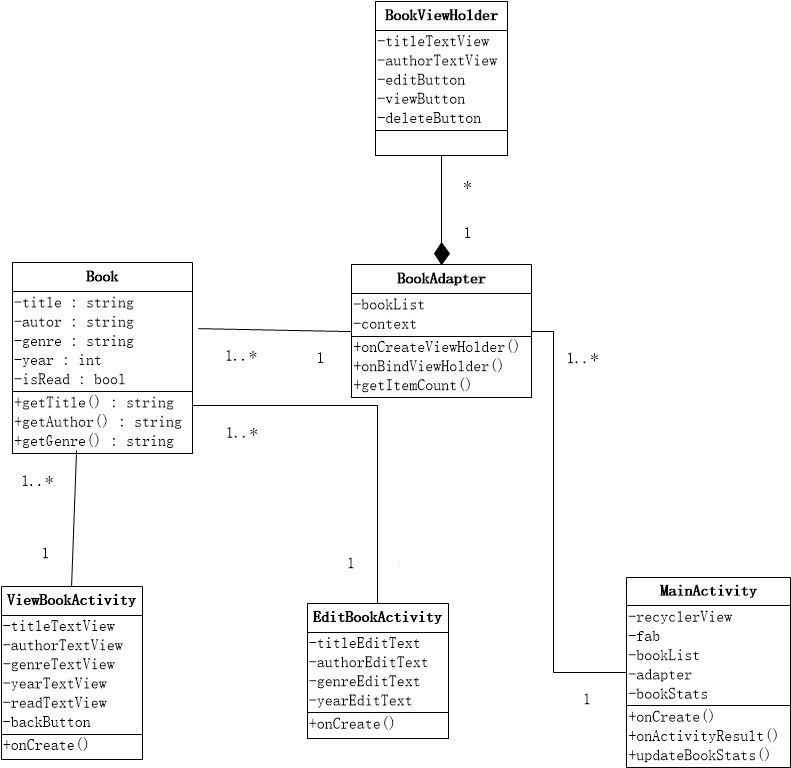 BookViewHolder
-titleTextView
-authorTextView
-editButton
-viewButton
-deleteButton
*
1
Book
-title : string
-autor : string
-genre : string
-year : int
-isRead : bool
+getTitle() : string
+getAuthor() : string
+getGenre() : string
BookAdapter
-bookList
-context
+onCreateViewHolder()
+onBindViewHolder()
+getItemCount()
1..*
1
1..*
1..*
1..*
1
1
1
ViewBookActivity
-titleTextView
-authorTextView
-genreTextView
-yearTextView
-readTextView
-backButton
+onCreate()
EditBookActivity
-titleEditText
-authorEditText
-genreEditText
-yearEditText
+onCreate()
MainActivity
-recyclerView
-fab
-bookList
-adapter
-bookStats
+onCreate()
+onActivityResult()
+updateBookStats()